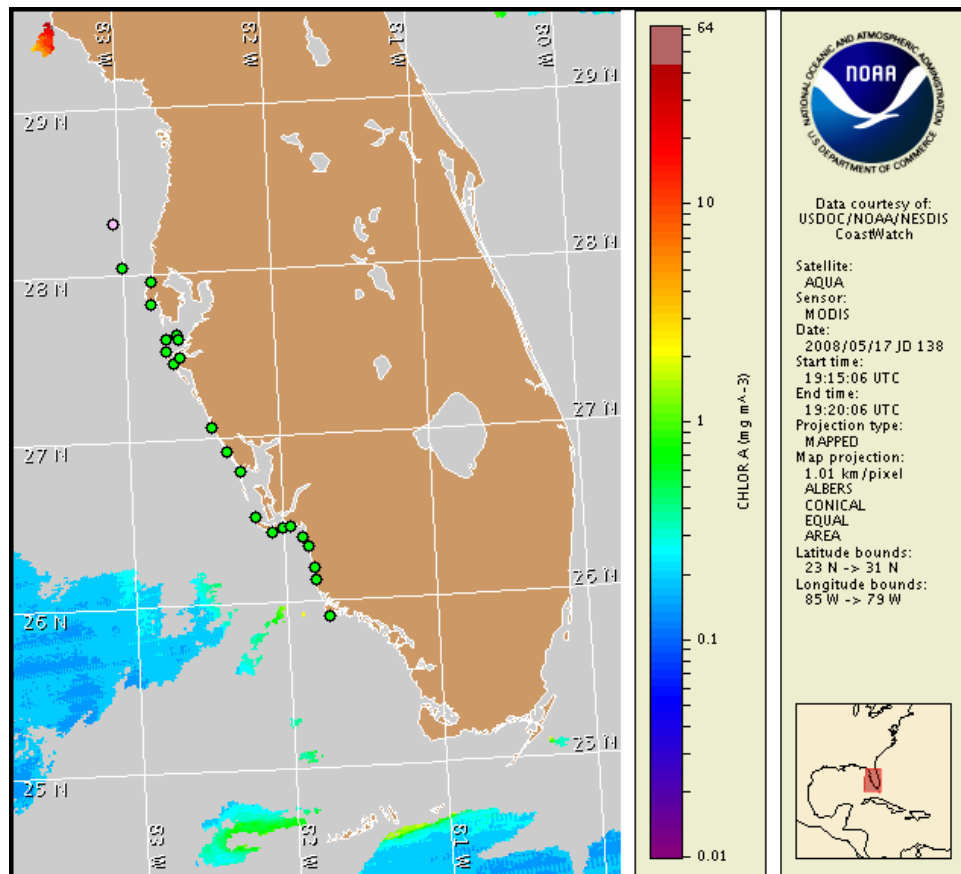 83 W
82 W
81 W
80 W
29 N
29 N
28 N
28 N
27 N
27 N
26 N
26 N
25 N
25 N
83 W
82 W
81 W
64
10
1
0.1
0.01
CHLOR A (mg m^-3)
NATIONAL OCEANIC AND ATMOSPHERIC ADMINISTRATION
NOAA
U.S. DEPARTMENT OF COMMERCE
Data courtesy of:
USDOC/NOAA/NESDIS
CoastWatch
Satellite:
AQUA
Sensor:
MODIS
Date:
2008/05/17 JD 138
Start time:
19:15:06 UTC
End time:
19:20:06 UTC
Projection type:
MAPPED
Map projection:
1.01 km/pixel
ALBERS
CONICAL
EQUAL
AREA
Latitude bounds:
23 N -> 31 N
Longitude bounds:
85 W -> 79 W